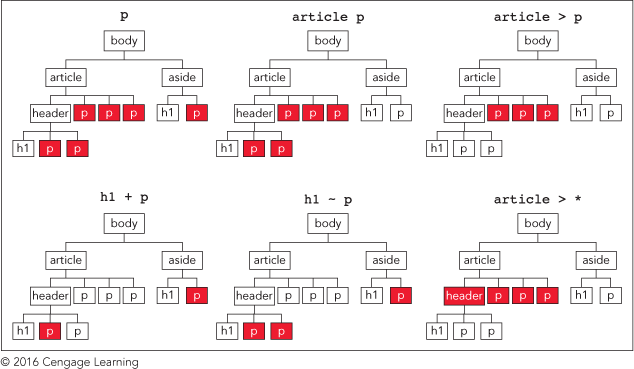 p article p article > p
body body body
article aside article aside article aside
header p p p h1 p header p p p h1 p header p p p h1 p
h1 p p h1 p p h1 p p
h1 + p h1 ~ p article > *
body body body
article aside article aside article aside
header p p p h1 p header p p p h1 p header p p p h1 p
h1 p p h1 p p h1 p p
© 2016 Cengage Learning